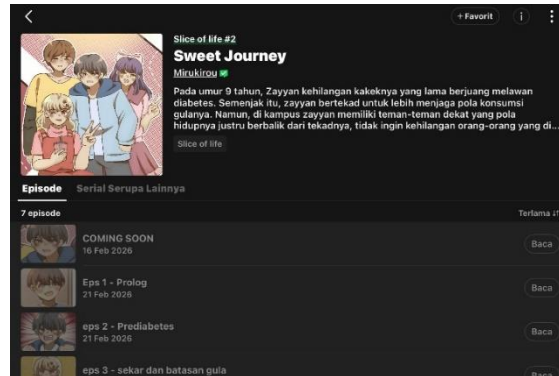 + Favorit
Slice of life #2
Sweet Journey
Mirukirou
Pada umur 9 tahun, Zayyan kehilangan kakeknya yang lama berjuang melawan
diabetes. Semenjak itu, zayyan bertekad untuk lebih menjaga pola konsumsi
gulanya. Namun, di kampus zayyan memiliki teman-teman dekat yang pola
hidupnya justru berbalik dari tekadnya, tidak ingin kehilangan orang-orang yang di...
Slice of life
Episode Serial Serupa Lainnya
7 episode Terlama
COMING SOON
16 Feb 2026
Baca
Eps 1 - Prolog
21 Feb 2026
Baca
eps 2 - Prediabetes
21 Feb 2026
Baca
eps 3 - sekar dan batasan gula
Baca